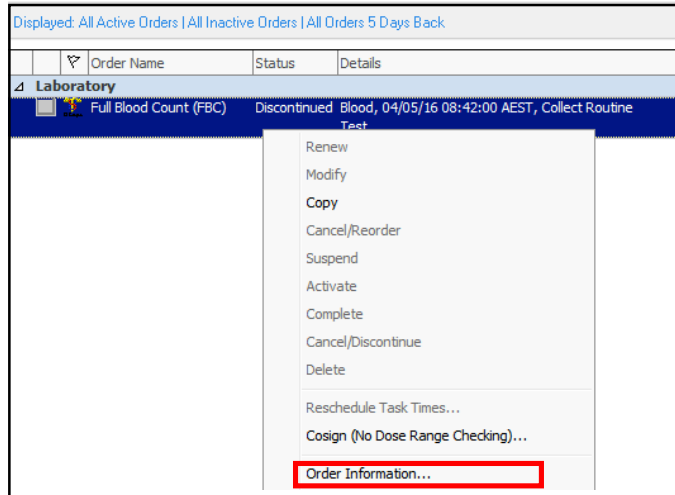 Displayed: All Active Orders | All Inactive Orders | All Orders 5 Days Back
Order Name Status Details
Laboratory
Full Blood Count (FBC) Discontinued Blood, 04/05/16 08:42:00 AEST, Collect Routine
Test
Renew
Modify
Copy
Cancel/Reorder
Suspend
Activate
Complete
Cancel/Discontinue
Delete
Reschedule Task Times...
Cosign (No Dose Range Checking)...
Order Information...